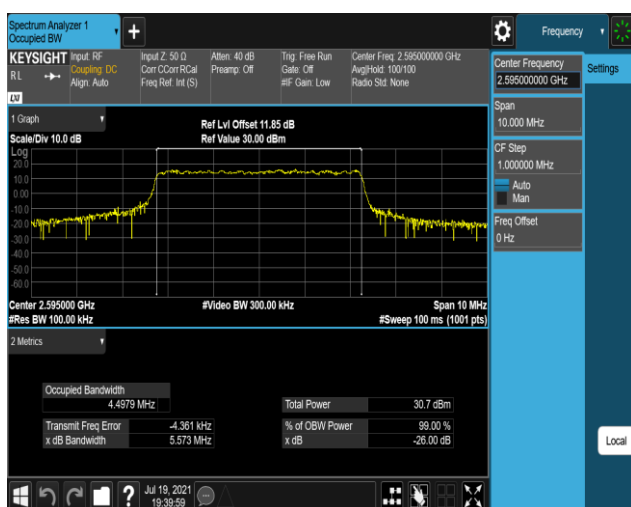 Spectrum Analyzer 1
Occupied BW
+
Frequency
KEYSIGHT
RL
LXI
Input: RF
Coupling: DC
Align: Auto
Input Z: 50 Ω
Corr CCorr RCal
Freq Ref: Int (S)
Atten: 40 dB
Preamp: Off
Trig: Free Run
Gate: Off
#IF Gain: Low
Center Freq: 2.595000000 GHz
Avg|Hold: 100/100
Radio Std: None
Center Frequency
2.595000000 GHz
Settings
Span
10.000 MHz
CF Step
1.000000 MHz
Auto
Man
Freq Offset
0 Hz
1 Graph
Scale/Div 10.0 dB
Ref Lvl Offset 11.85 dB
Ref Value 30.00 dBm
Log
20.0
10.0
0.00
-10.0
-20.0
-30.0
-40.0
-50.0
-60.0
Center 2.595000 GHz
#Video BW 300.00 kHz
Span 10 MHz
#Res BW 100.00 kHz
#Sweep 100 ms (1001 pts)
2 Metrics
Occupied Bandwidth
4.4979 MHz
Total Power 30.7 dBm
Transmit Freq Error -4.361 kHz
% of OBW Power 99.00 %
x dB Bandwidth 5.573 MHz
x dB -26.00 dB
Local
?
Jul 19, 2021
19:39:59